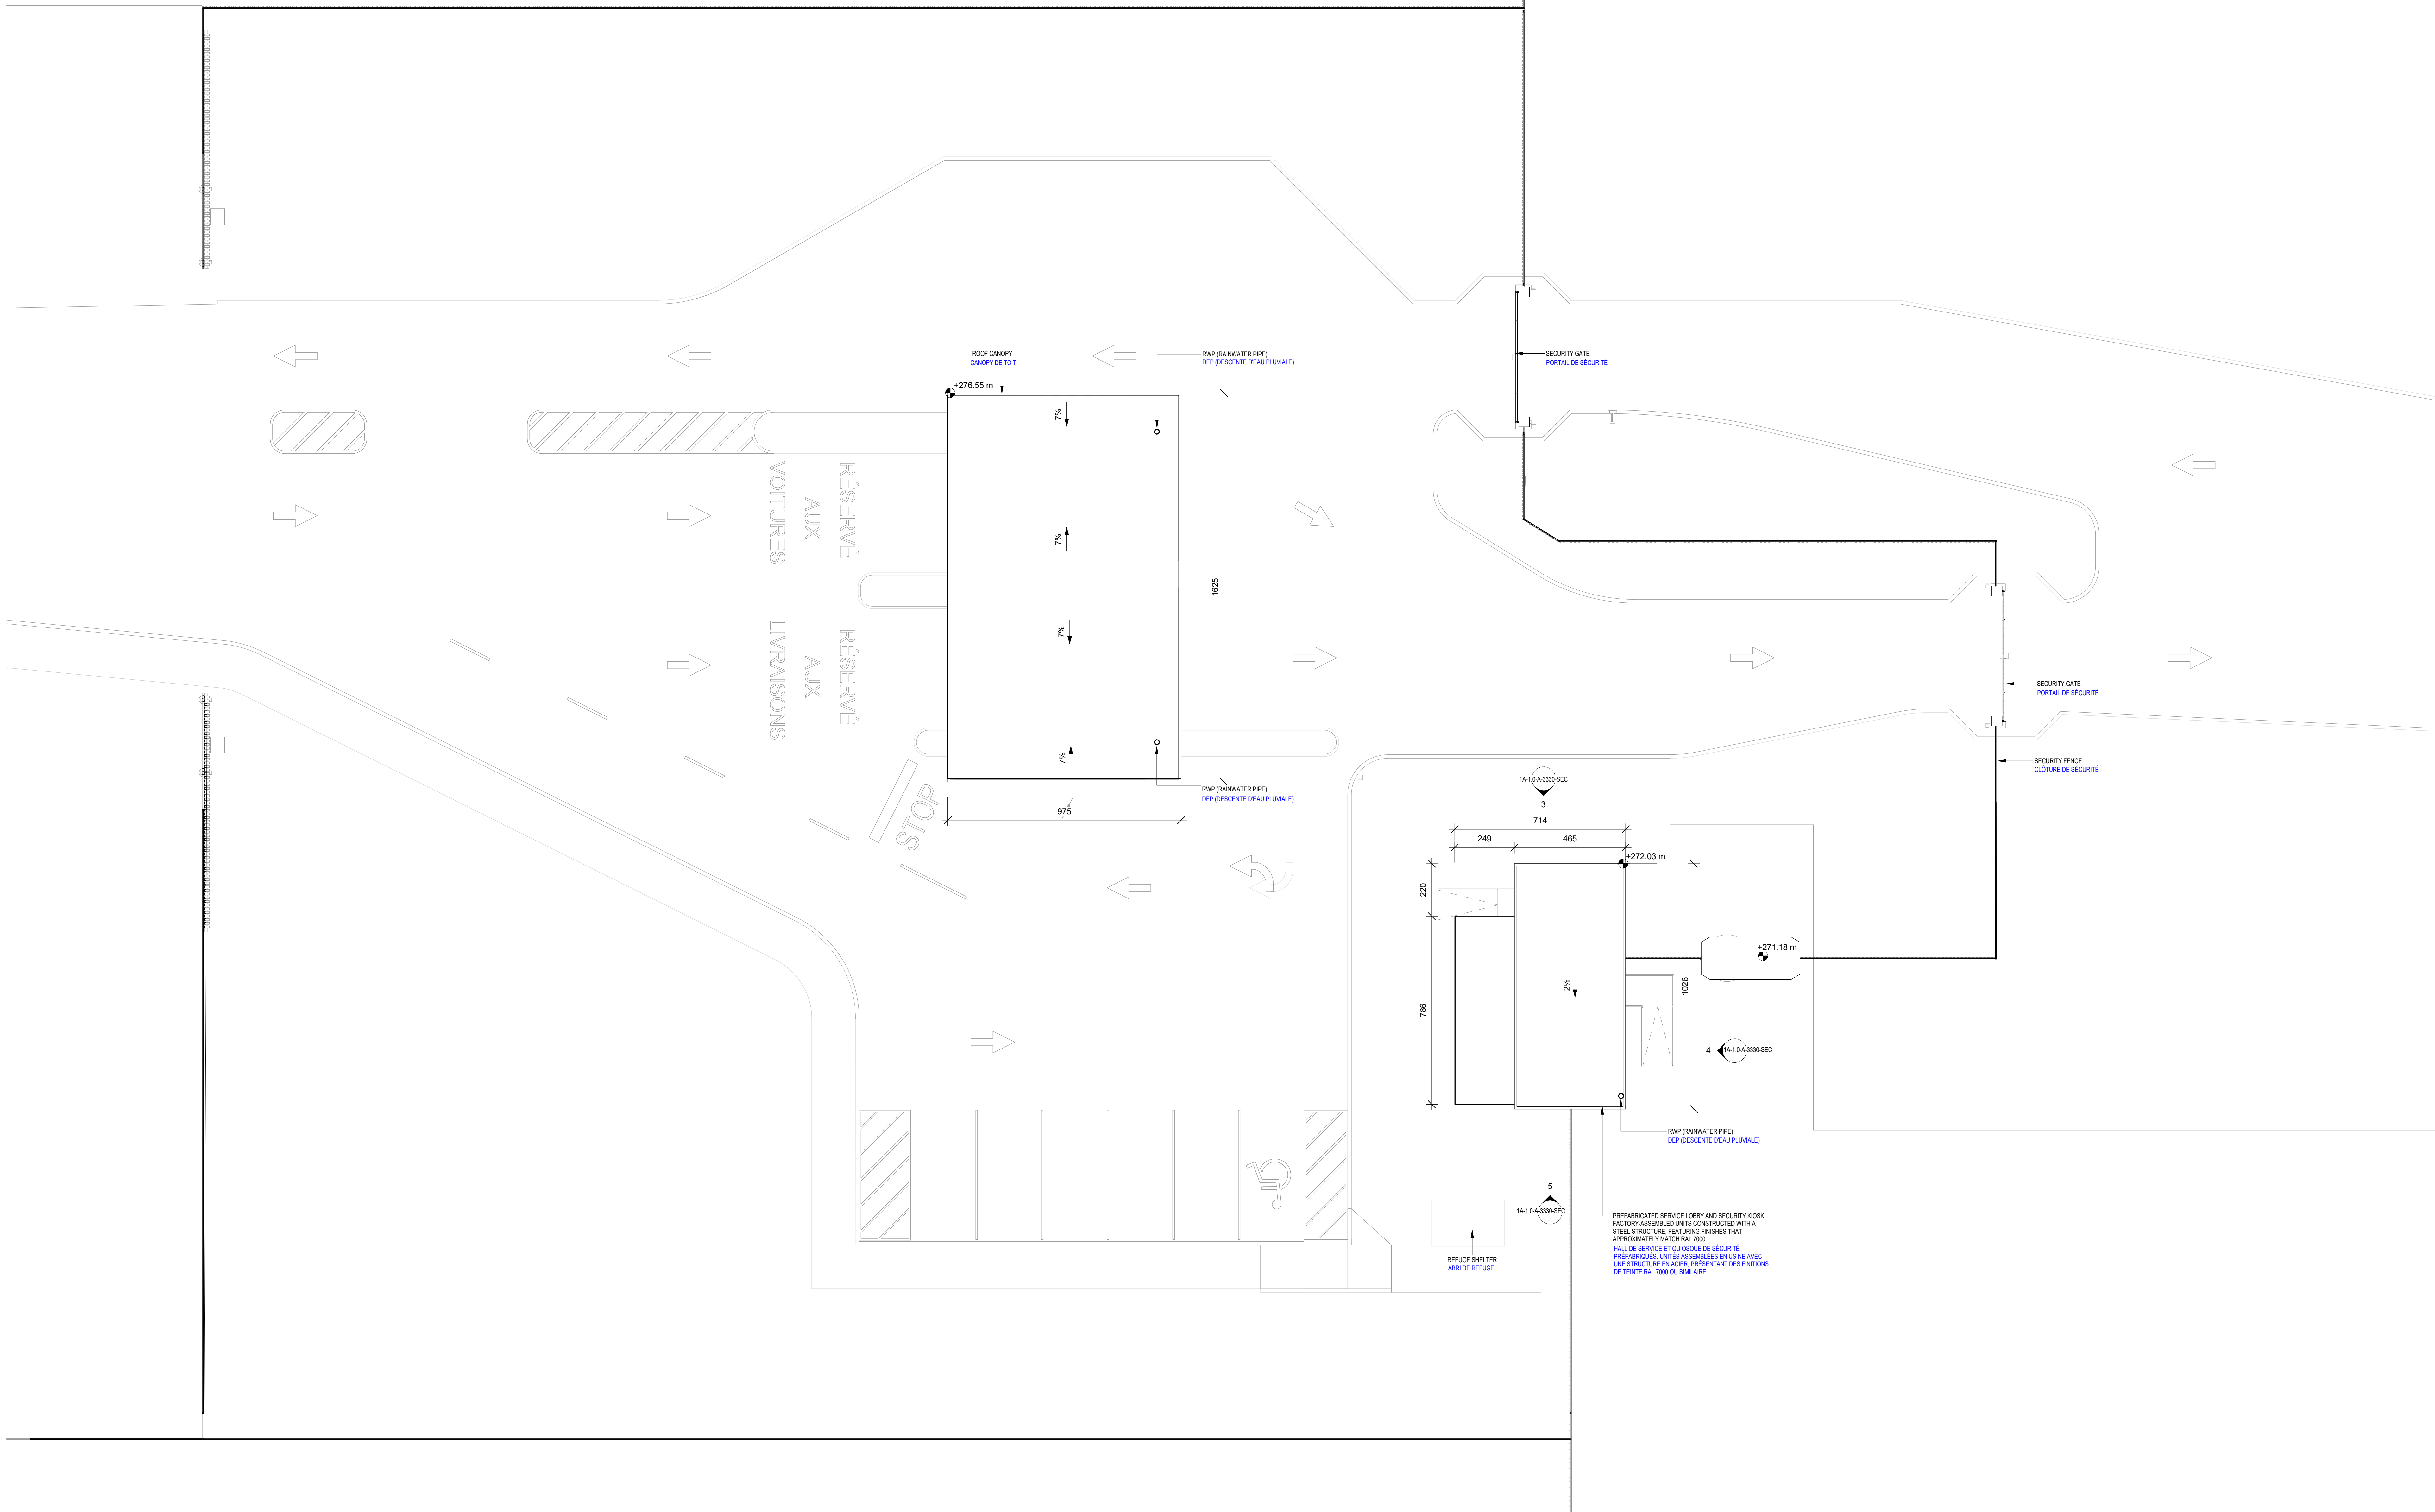 ROOF CANOPY
CANOPY DE TOIT
RWP (RAINWATER PIPE)
DEP (DESCENTE D'EAU PLUVIALE)
SECURITY GATE
PORTAIL DE SÉCURITÉ
+276.55 m
7%
7%
7%
7%
1625
975
RÉSERVÉ
AUX
VOITURES
RÉSERVÉ
AUX
LIVRAISONS
STOP
RWP (RAINWATER PIPE)
DEP (DESCENTE D'EAU PLUVIALE)
SECURITY GATE
PORTAIL DE SÉCURITÉ
SECURITY FENCE
CLÔTURE DE SÉCURITÉ
1A-1.0-A-3330-SEC
3
714
249
465
+272.03 m
220
786
2%
1026
+271.18 m
4
1A-1.0-A-3330-SEC
RWP (RAINWATER PIPE)
DEP (DESCENTE D'EAU PLUVIALE)
5
1A-1.0-A-3330-SEC
REFUGE SHELTER
ABRI DE REFUGE
PREFABRICATED SERVICE LOBBY AND SECURITY KIOSK.
FACTORY-ASSEMBLED UNITS CONSTRUCTED WITH A
STEEL STRUCTURE, FEATURING FINISHES THAT
APPROXIMATELY MATCH RAL 7000.
HALL DE SERVICE ET QUIOSQUE DE SÉCURITÉ
PRÉFABRIQUÉS. UNITÉS ASSEMBLÉES EN USINE AVEC
UNE STRUCTURE EN ACIER, PRÉSENTANT DES FINITIONS
DE TEINTE RAL 7000 OU SIMILAIRE.